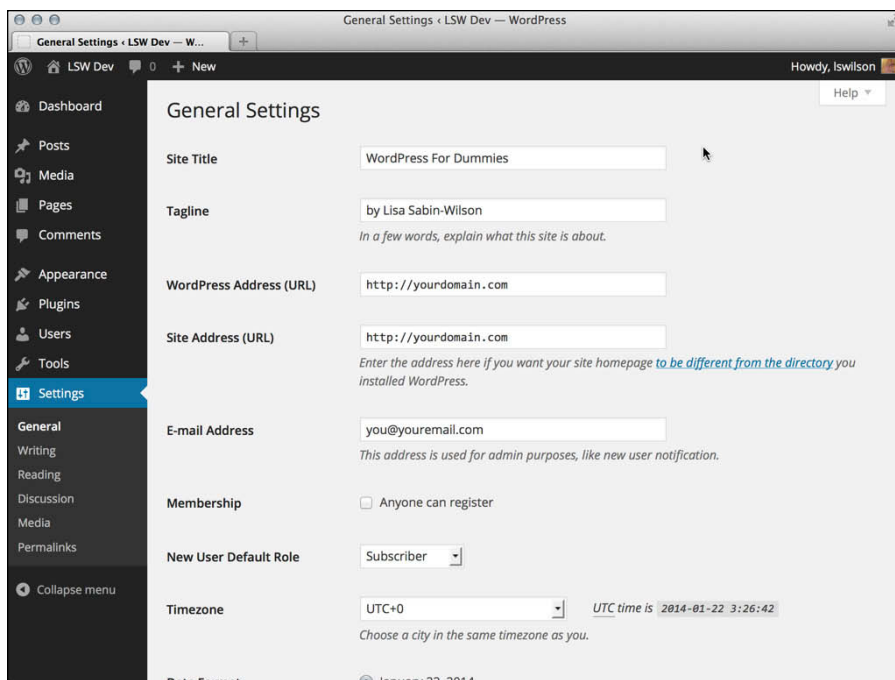 General Settings ‹ LSW Dev — WordPress
General Settings ‹ LSW Dev — W...
LSW Dev 0 + New Howdy, lswilson
Help
Dashboard
Posts
Media
Pages
Comments
Appearance
Plugins
Users
Tools
Settings
General
Writing
Reading
Discussion
Media
Permalinks
Collapse menu
General Settings
Site Title WordPress For Dummies
Tagline by Lisa Sabin-Wilson
In a few words, explain what this site is about.
WordPress Address (URL) http://yourdomain.com
Site Address (URL) http://yourdomain.com
Enter the address here if you want your site homepage to be different from the directory you
installed WordPress.
E-mail Address you@youremail.com
This address is used for admin purposes, like new user notification.
Membership Anyone can register
New User Default Role Subscriber
Timezone UTC+0 UTC time is 2014-01-22 3:26:42
Choose a city in the same timezone as you.
Date Format January 22, 2014